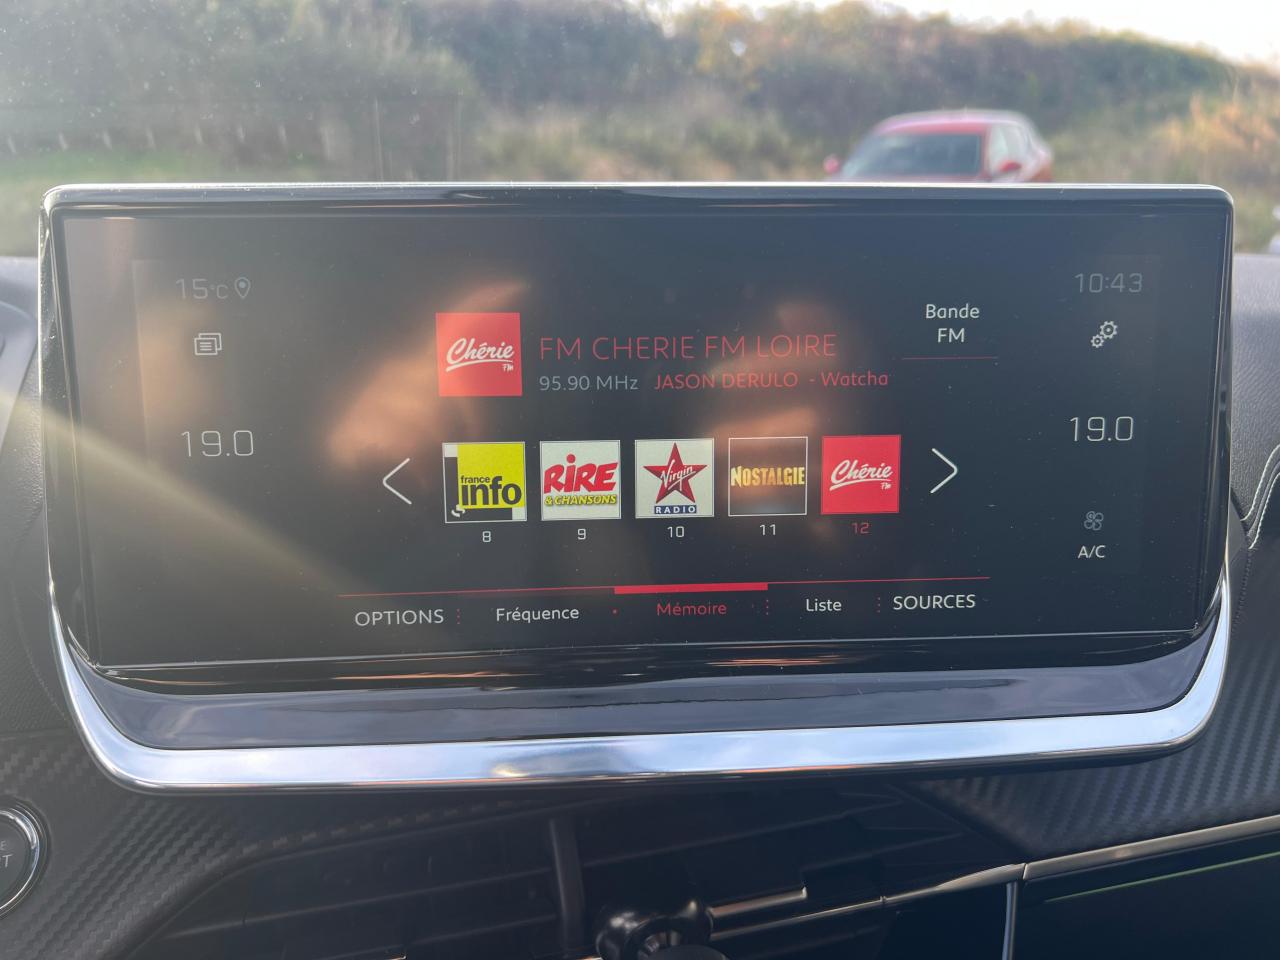 15°C
10:43
Bande
FM
Chérie
FM
FM CHERIE FM LOIRE
95.90 MHz JASON DERULO - Watcha
19.0
19.0
france
info
RIRE
& CHANSONS
Virgin
RADIO
NOSTALGIE
Chérie
FM
8
9
10
11
12
A/C
OPTIONS
Fréquence
Mémoire
Liste
SOURCES